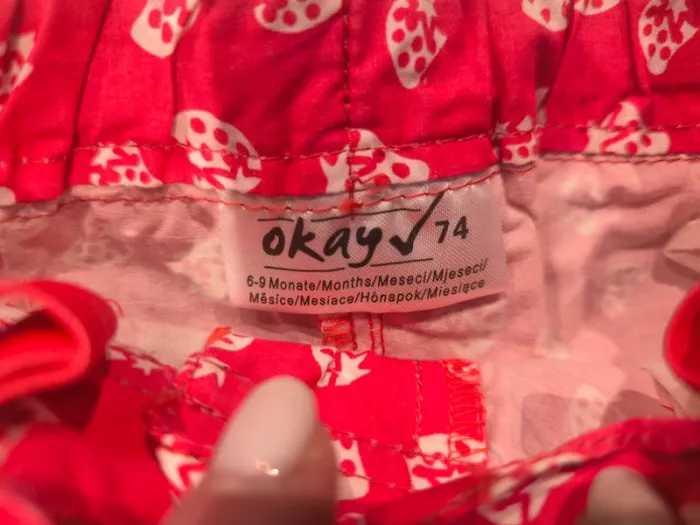 okay✓ 74
6-9 Monate/Months/Meseci/Mjeseci/
Měsíce/Mesiace/Hónapok/Miesiące